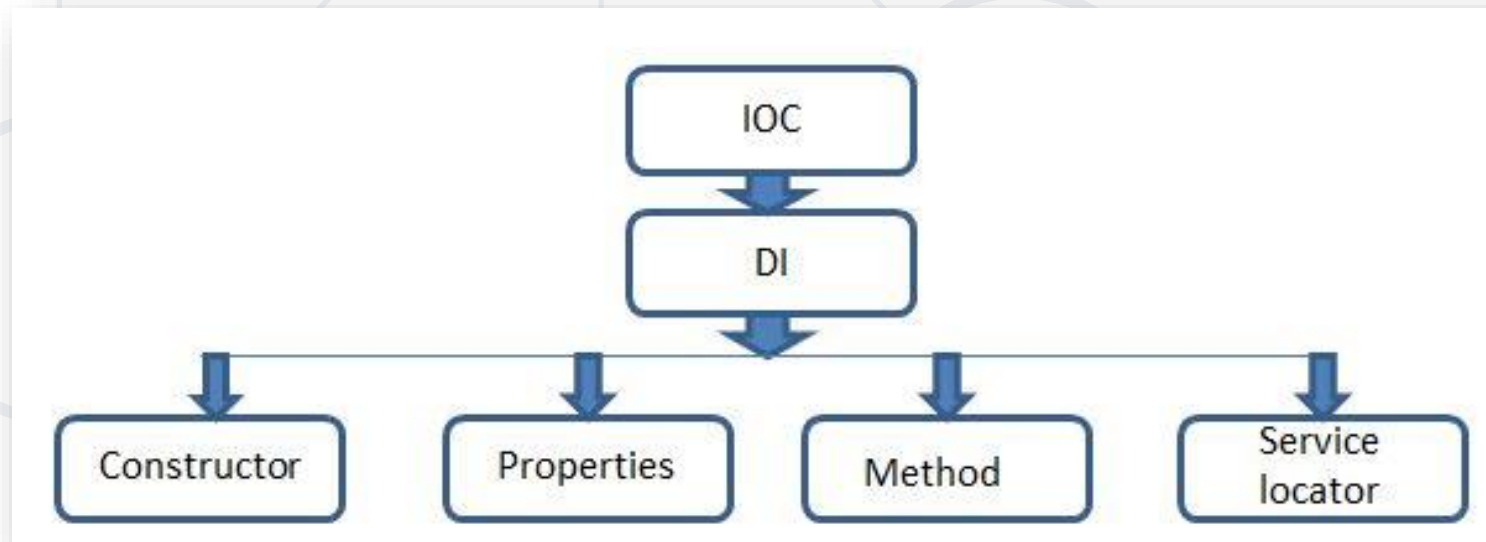 IOC
DI
Constructor
Properties
Method
Service
locator